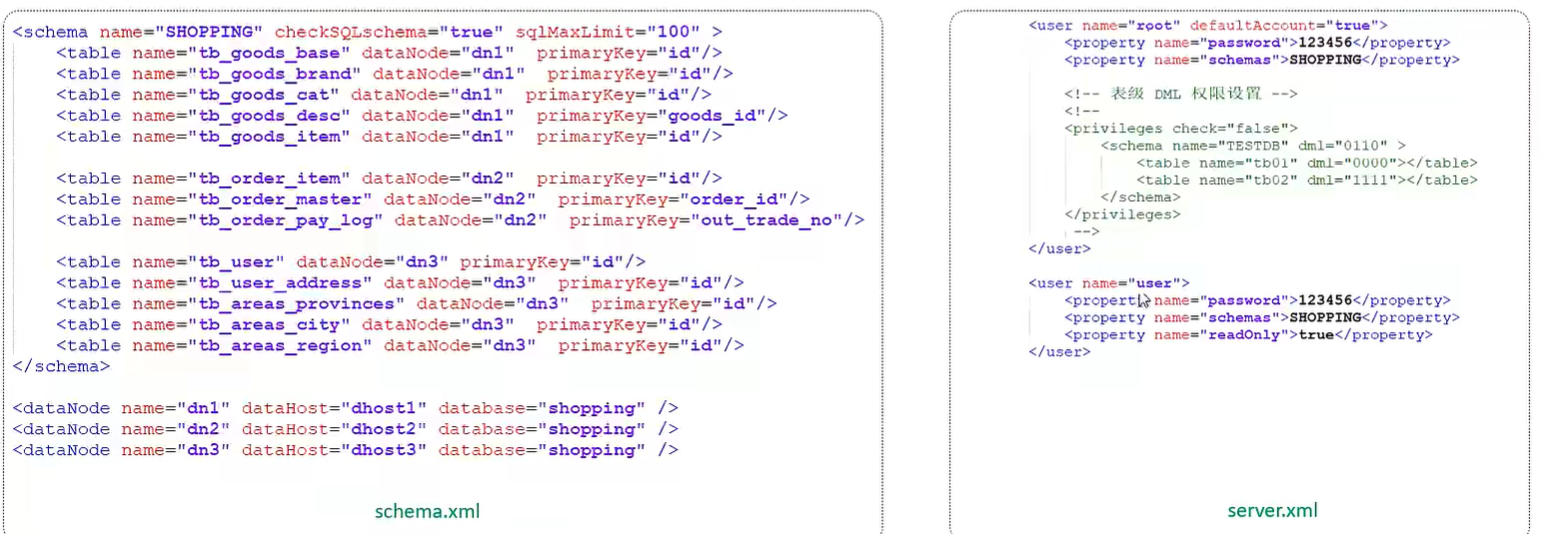 <schema name="SHOPPING" checkSQLschema="true" sqlMaxLimit="100" >
<table name="tb_goods_base" dataNode="dn1" primaryKey="id"/>
<table name="tb_goods_brand" dataNode="dn1" primaryKey="id"/>
<table name="tb_goods_cat" dataNode="dn1" primaryKey="id"/>
<table name="tb_goods_desc" dataNode="dn1" primaryKey="goods_id"/>
<table name="tb_goods_item" dataNode="dn1" primaryKey="id"/>
<table name="tb_order_item" dataNode="dn2" primaryKey="id"/>
<table name="tb_order_master" dataNode="dn2" primaryKey="order_id"/>
<table name="tb_order_pay_log" dataNode="dn2" primaryKey="out_trade_no"/>
<table name="tb_user" dataNode="dn3" primaryKey="id"/>
<table name="tb_user_address" dataNode="dn3" primaryKey="id"/>
<table name="tb_areas_provinces" dataNode="dn3" primaryKey="id"/>
<table name="tb_areas_city" dataNode="dn3" primaryKey="id"/>
<table name="tb_areas_region" dataNode="dn3" primaryKey="id"/>
</schema>
<dataNode name="dn1" dataHost="dhost1" database="shopping" />
<dataNode name="dn2" dataHost="dhost2" database="shopping" />
<dataNode name="dn3" dataHost="dhost3" database="shopping" />
schema.xml
<user name="root" defaultAccount="true">
<property name="password">123456</property>
<property name="schemas">SHOPPING</property>
<!-- 表级 DML 权限设置 -->
<!--
<privileges check="false">
<schema name="TESTDB" dml="0110" >
<table name="tb01" dml="0000"></table>
<table name="tb02" dml="1111"></table>
</schema>
</privileges>
-->
</user>
<user name="user">
<property name="password">123456</property>
<property name="schemas">SHOPPING</property>
<property name="readOnly">true</property>
</user>
server.xml